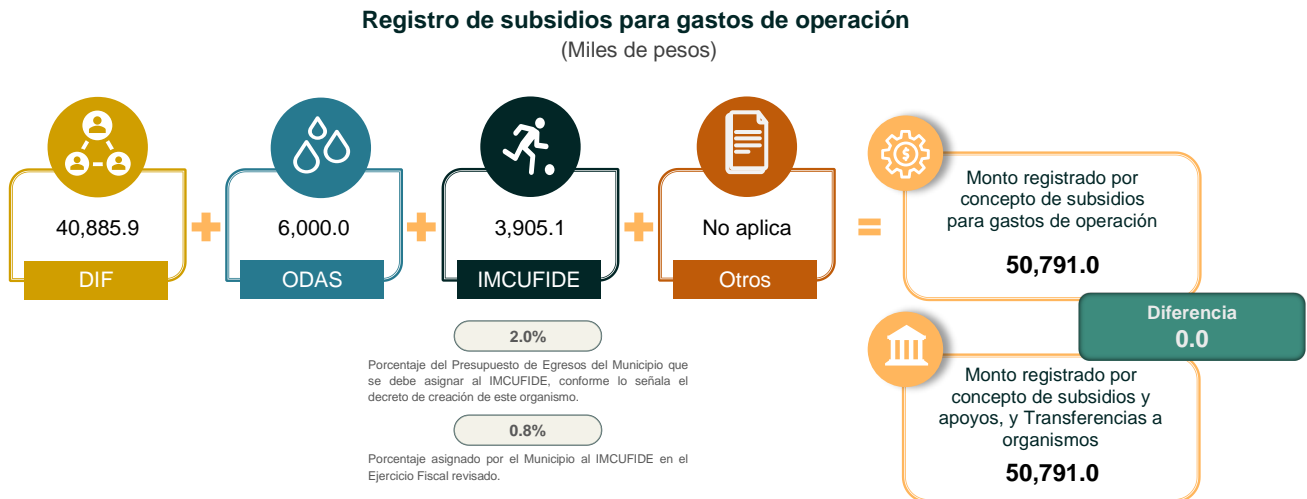 Registro de subsidios para gastos de operación
(Miles de pesos)
40,885.9
DIF
6,000.0
ODAS
3,905.1
IMCUFIDE
No aplica
Otros
2.0%
Porcentaje del Presupuesto de Egresos del Municipio que
se debe asignar al IMCUFIDE, conforme lo señala el
decreto de creación de este organismo.
0.8%
Porcentaje asignado por el Municipio al IMCUFIDE en el
Ejercicio Fiscal revisado.
Monto registrado por
concepto de subsidios
para gastos de operación
50,791.0
Diferencia
0.0
Monto registrado por
concepto de subsidios y
apoyos, y Transferencias a
organismos
50,791.0